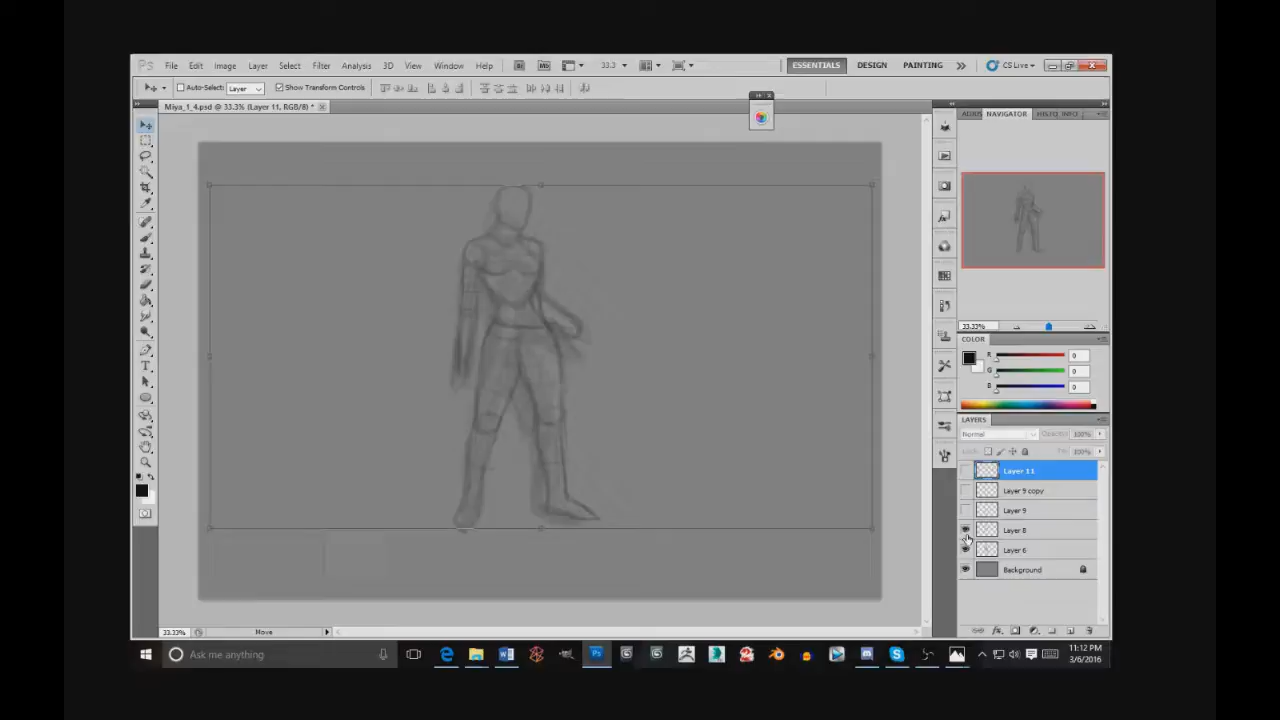 Ps File Edit Image Layer Select Filter Analysis 3D View Window Help Mb 33.3 ESSENTIALS DESIGN PAINTING CS Live
Auto-Select: Layer Show Transform Controls
Miya_1_4.psd @ 33.3% (Layer 11, RGB/8) *
NAVIGATOR INFO
33.33%
COLOR
R 0
G 0
B 0
LAYERS
Normal Opacity: 100%
100%
Layer 11
Layer 9 copy
Layer 9
Layer 8
Layer 6
Background
33.33% Move
Ask me anything
11:12 PM
3/6/2016